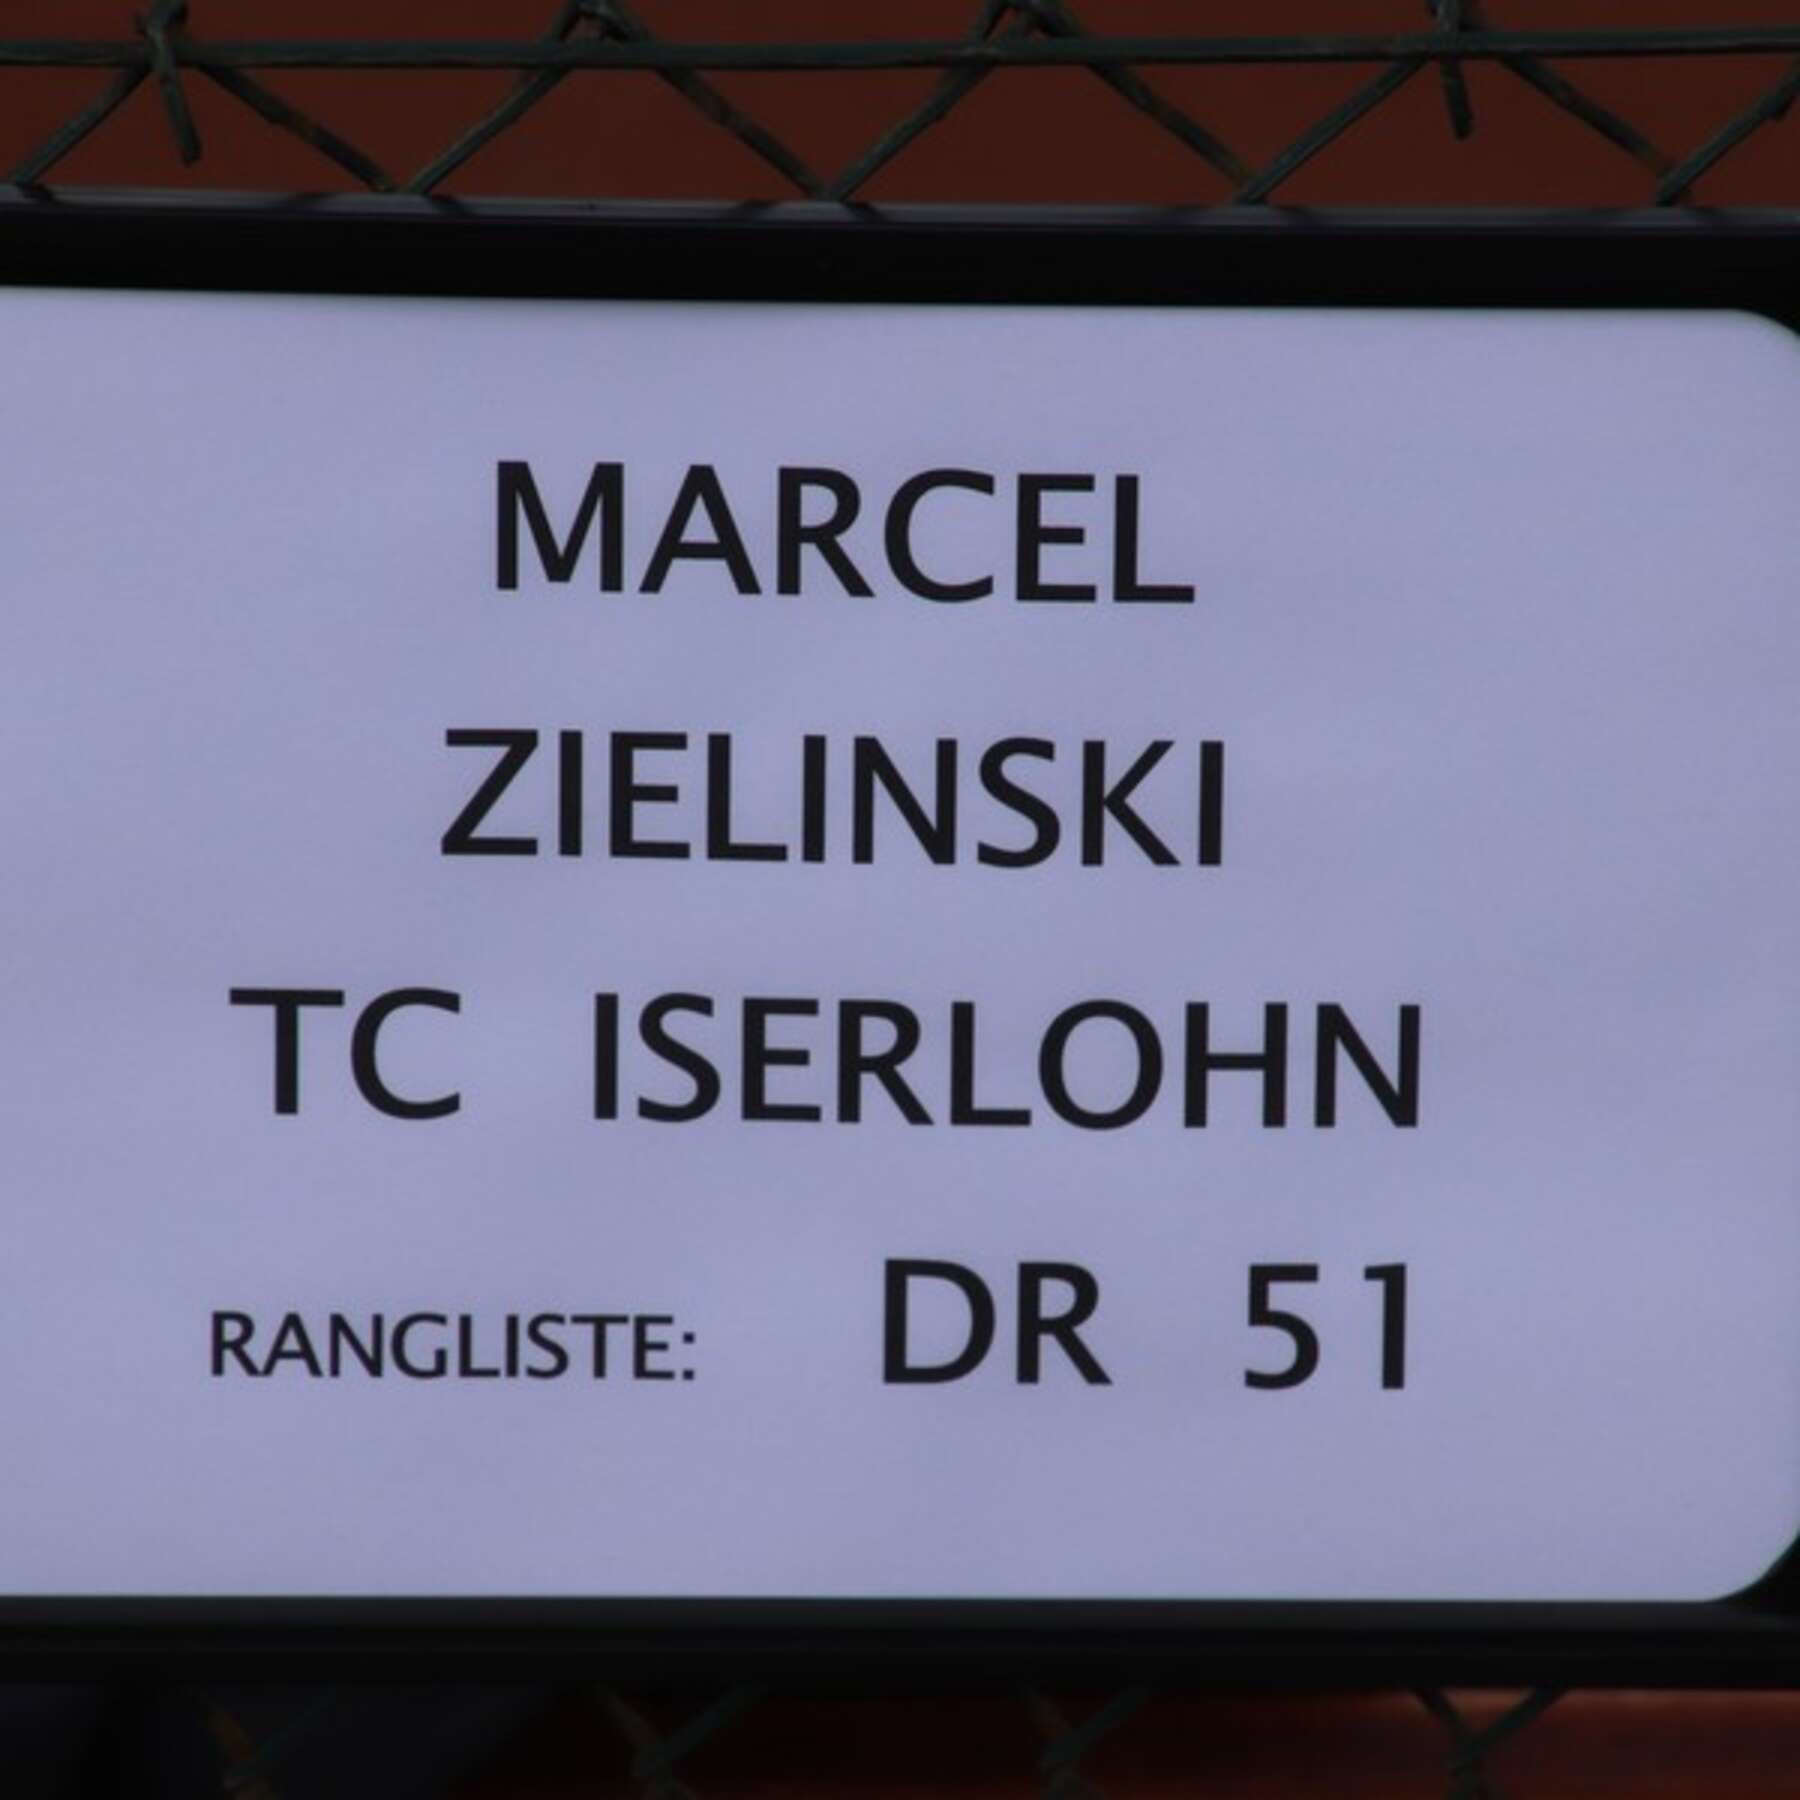 MARCEL
ZIELINSKI
TC ISERLOHN
RANGLISTE: DR 51